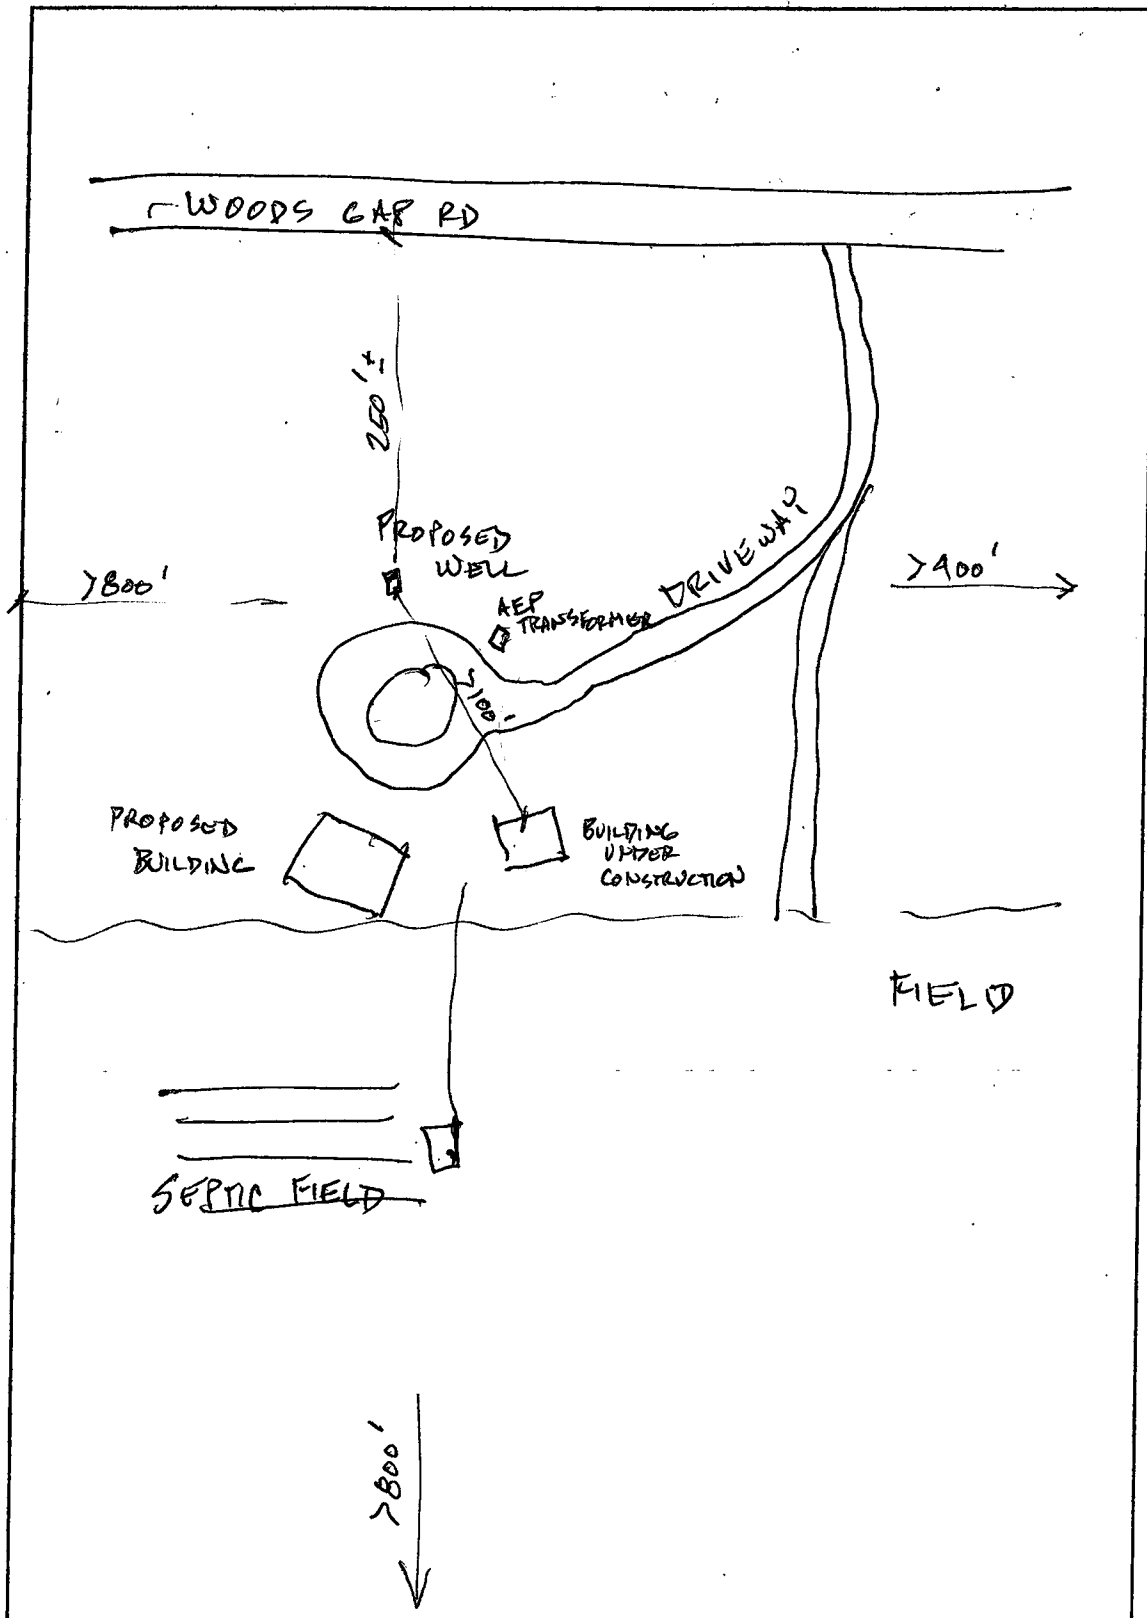 WOODS GAP RD
250'±
PROPOSED
WELL
>800'
>400'
AEP
TRANSFORMER
DRIVEWAY
>100'
PROPOSED
BUILDING
BUILDING
UNDER
CONSTRUCTION
FIELD
SEPTIC FIELD
>800'